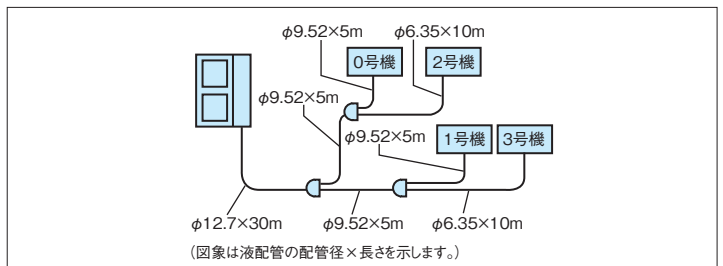 φ9.52×5m
φ6.35×10m
0号機
2号機
φ9.52×5m
φ9.52×5m
1号機
3号機
φ12.7×30m
φ9.52×5m
φ6.35×10m
(図象は液配管の配管径×長さを示します。)